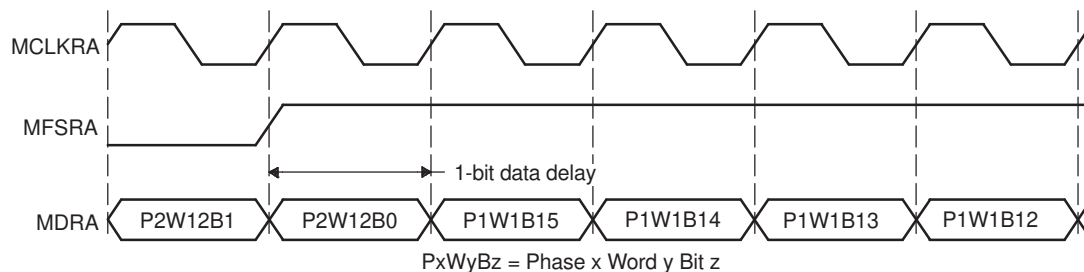 MCLKRA
MFSRA
1-bit data delay
MDRA P2W12B1 P2W12B0 P1W1B15 P1W1B14 P1W1B13 P1W1B12
PxWyBz = Phase x Word y Bit z